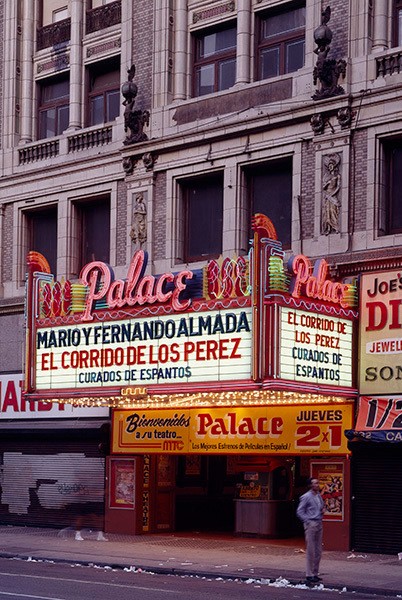 Palace
MARIO Y FERNANDO ALMADA
EL CORRIDO DE LOS PEREZ
CURADOS DE ESPANTOS
Palace
EL CORRIDO DE
LOS PEREZ
CURADOS DE
ESPANTOS
Bienvenidos
a su teatro...
MTC
Palace
Los Mejores Estrenos de Películas en Español!
JUEVES
2x1
JOE'S
JEWEL
SON
1/2